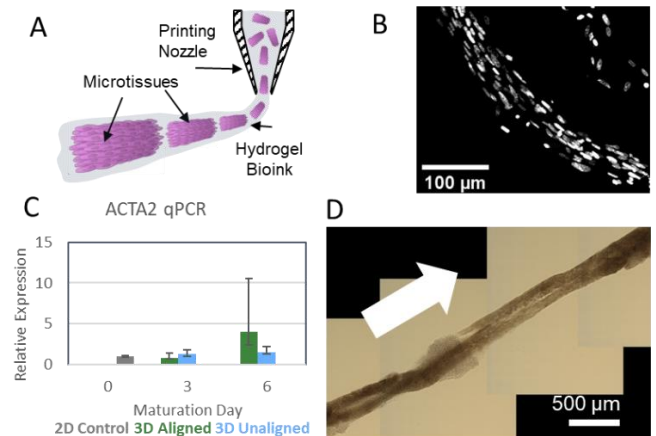 A
Printing
Nozzle
Microtissues
Hydrogel
Bioink
B
100 µm
C
ACTA2 qPCR
Relative Expression
15
10
5
0
0 3 6
Maturation Day
2D Control 3D Aligned 3D Unaligned
D
500 µm